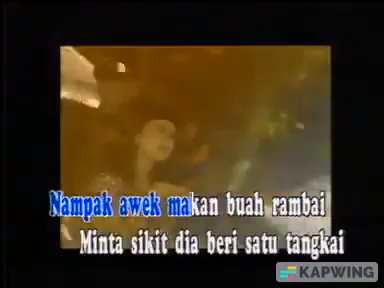 Nampak awek makan buah rambai
Minta sikit dia beri satu tangkai
KAPWING